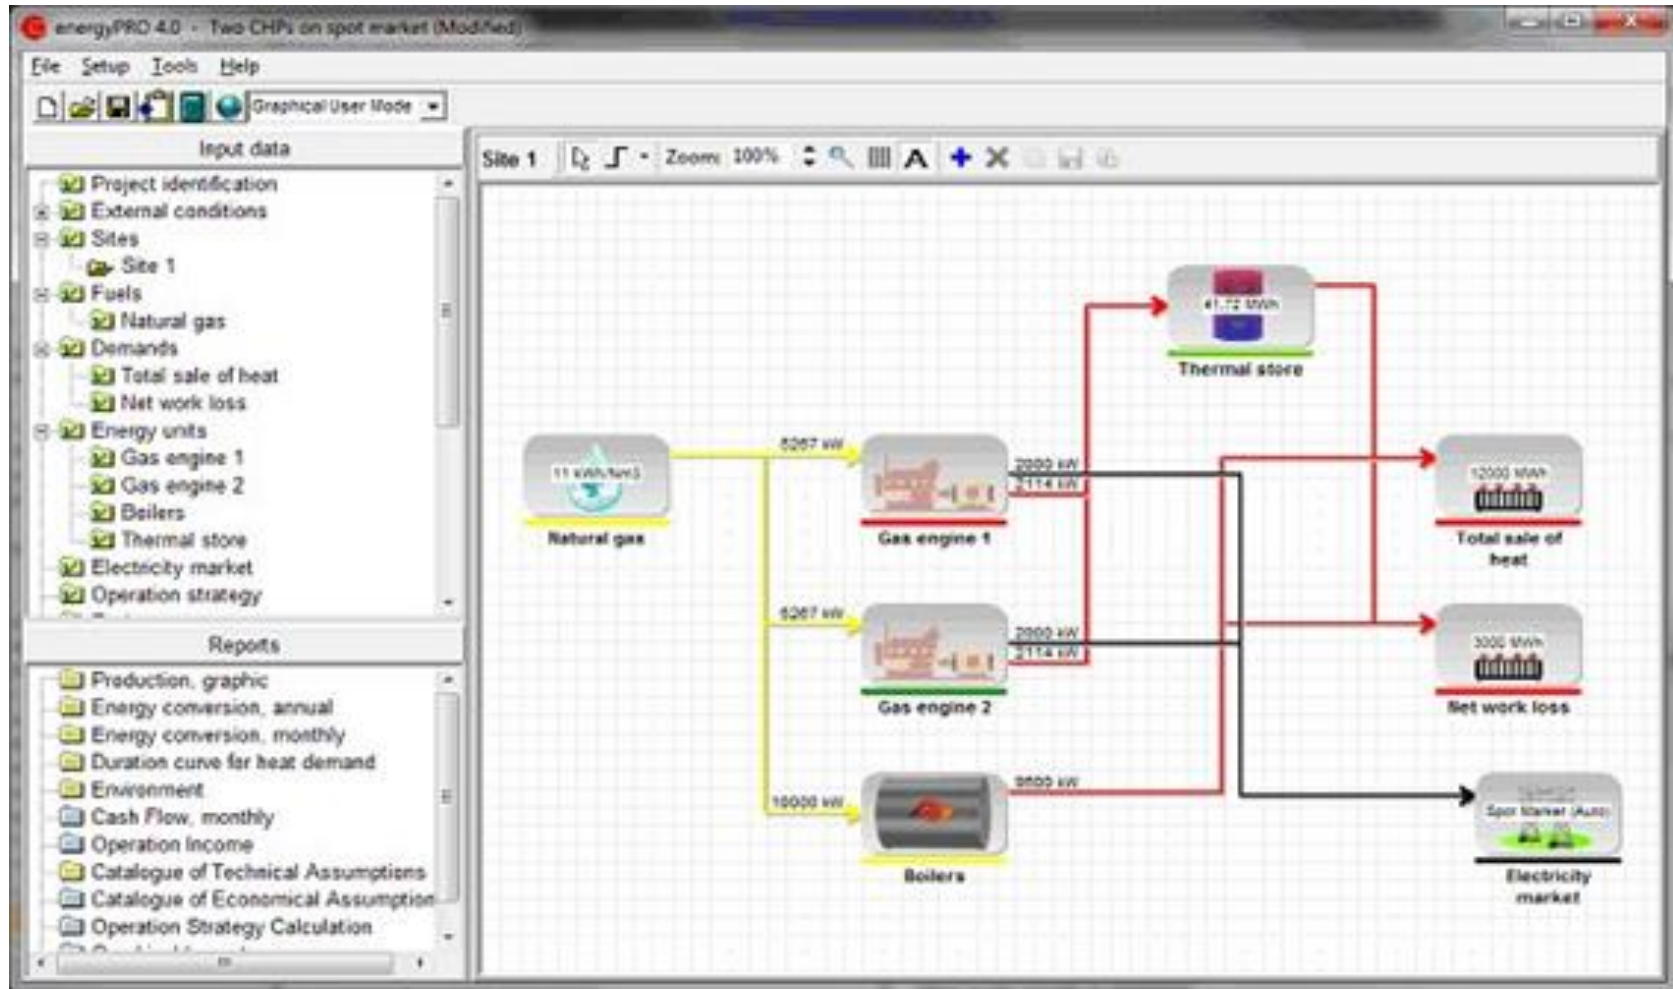 energyPRO 4.0 - Two CHPs on spot market (Modified)
File Setup Tools Help
Graphical User Mode
Input data
Project identification
External conditions
Sites
Site 1
Fuels
Natural gas
Demands
Total sale of heat
Net work loss
Energy units
Gas engine 1
Gas engine 2
Boilers
Thermal store
Electricity market
Operation strategy
Reports
Production, graphic
Energy conversion, annual
Energy conversion, monthly
Duration curve for heat demand
Environment
Cash Flow, monthly
Operation Income
Catalogue of Technical Assumptions
Catalogue of Economical Assumption
Operation Strategy Calculation
Site 1 Zoom: 100% A
41.72 MWh
Thermal store
11 kWh/Nm3
Natural gas
5267 kW
2000 kW
2114 kW
Gas engine 1
12000 MWh
Total sale of
heat
5267 kW
2000 kW
2114 kW
Gas engine 2
3000 MWh
Net work loss
10000 kW
9500 kW
Boilers
Spot Market (Auto)
Electricity
market